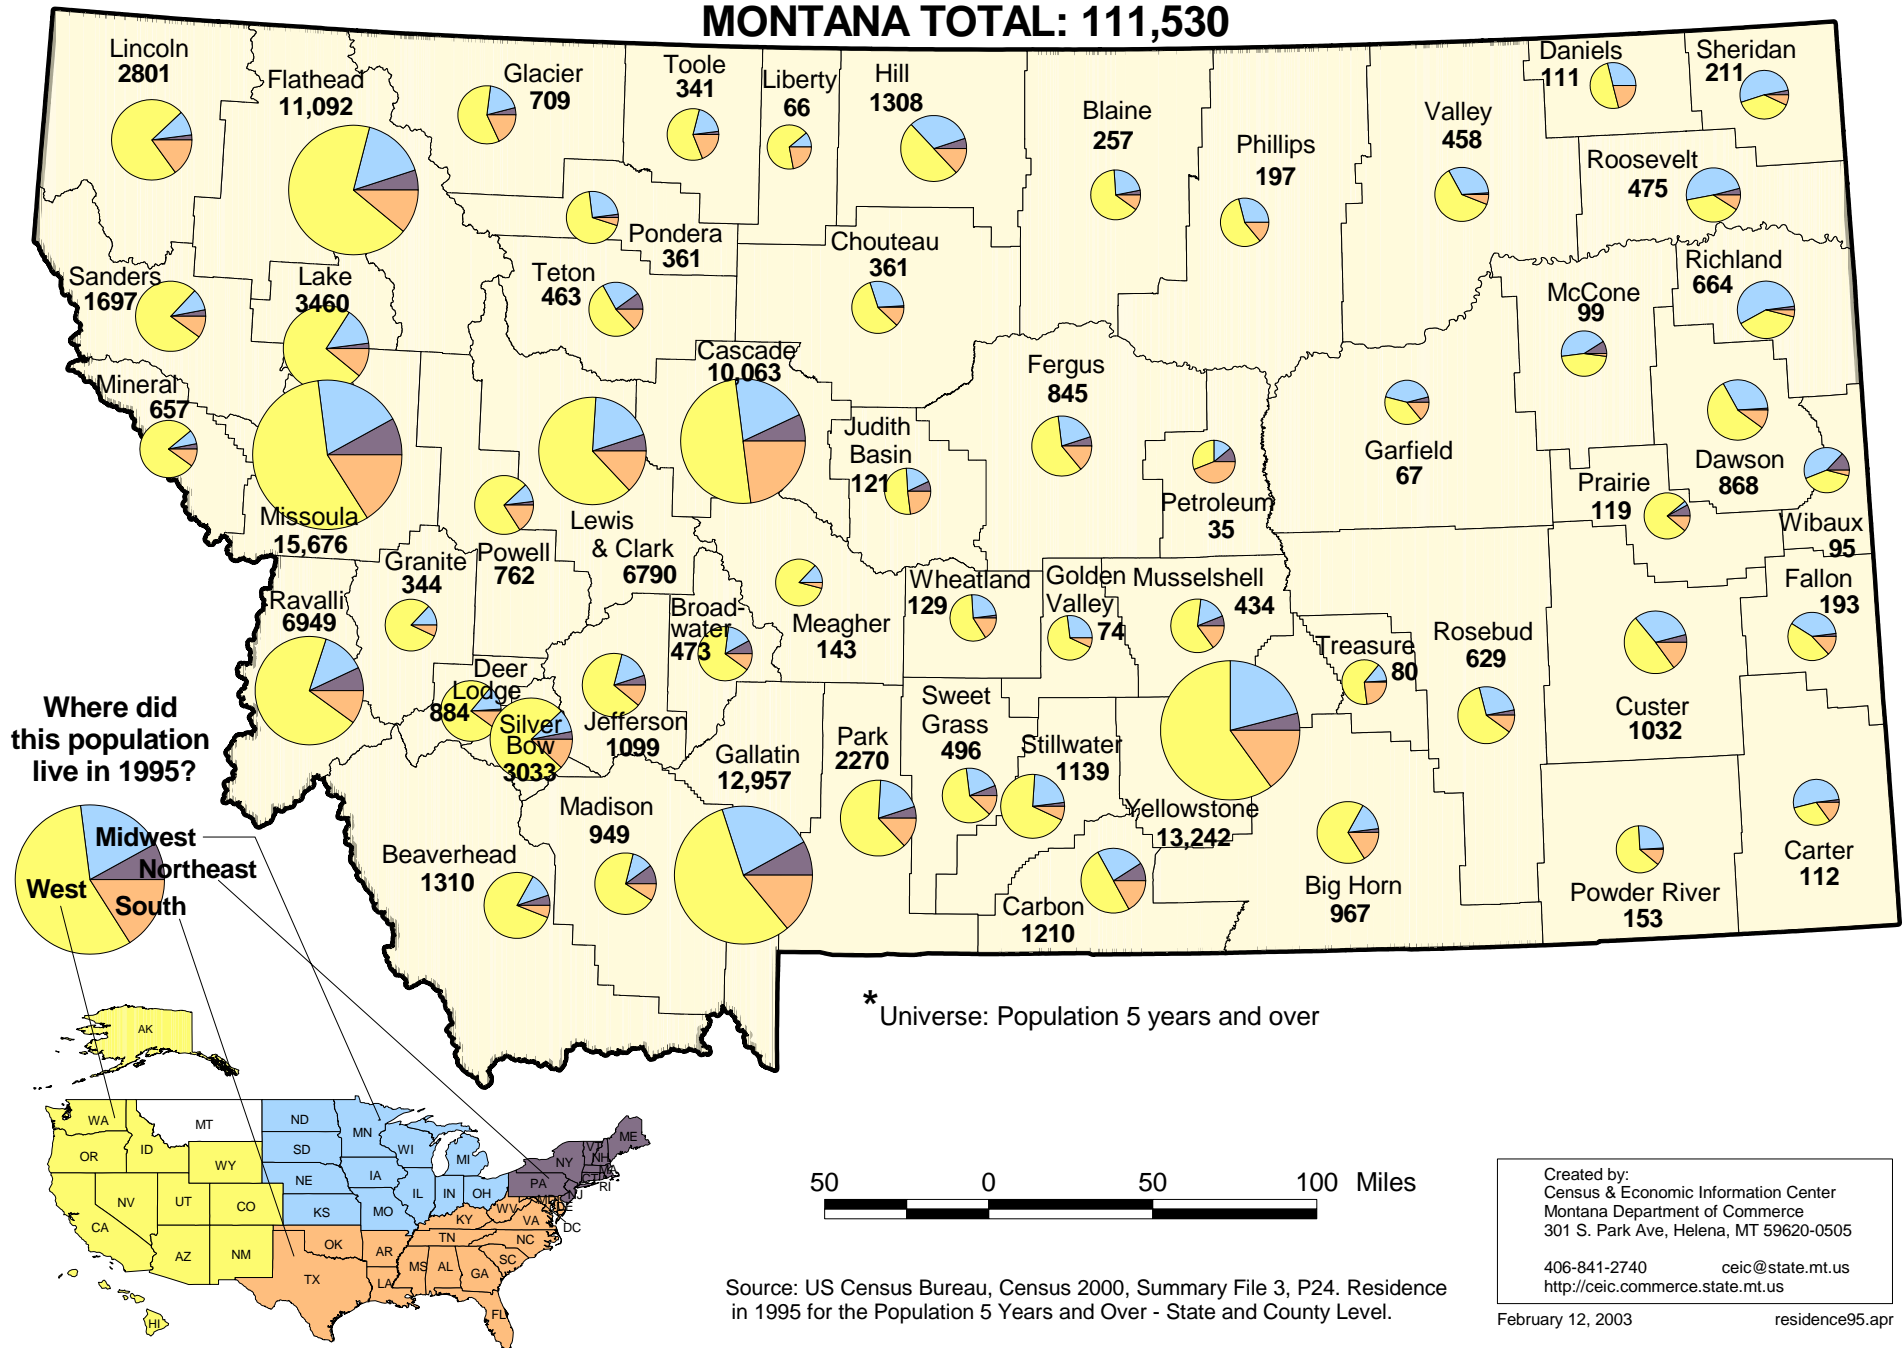 MONTANA TOTAL: 111,530
Lincoln
2801
Flathead
11,092
Glacier
709
Toole
341
Liberty
66
Hill
1308
Blaine
257
Phillips
197
Valley
458
Daniels
111
Sheridan
211
Roosevelt
475
Pondera
361
Chouteau
361
Teton
463
Sanders
1697
Lake
3460
Richland
664
McCone
99
Mineral
657
Cascade
10,063
Fergus
845
Judith
Basin
121
Petroleum
35
Garfield
67
Dawson
868
Prairie
119
Wibaux
95
Missoula
15,676
Powell
762
Lewis
& Clark
6790
Granite
344
Ravalli
6949
Broad-
water
473
Meagher
143
Wheatland
129
Golden
Valley
74
Musselshell
434
Treasure
80
Rosebud
629
Custer
1032
Fallon
193
Deer
Lodge
884
Silver
Bow
3033
Jefferson
1099
Gallatin
12,957
Park
2270
Sweet
Grass
496
Stillwater
1139
Yellowstone
13,242
Madison
949
Beaverhead
1310
Carbon
1210
Big Horn
967
Powder River
153
Carter
112
Where did
this population
live in 1995?
Midwest
Northeast
West
South
*Universe: Population 5 years and over
AK
WA
MT
ND
MN
ME
OR
ID
SD
WI
MI
NY
VT
NH
MA
WY
NE
IA
PA
CT
RI
NJ
NV
UT
CO
KS
MO
IL
IN
OH
WV
MD
DE
DC
CA
KY
VA
AZ
NM
OK
AR
TN
NC
TX
LA
MS
AL
GA
SC
FL
HI
50 0 50 100 Miles
Source: US Census Bureau, Census 2000, Summary File 3, P24. Residence
in 1995 for the Population 5 Years and Over - State and County Level.
Created by:
Census & Economic Information Center
Montana Department of Commerce
301 S. Park Ave, Helena, MT 59620-0505
406-841-2740 ceic@state.mt.us
http://ceic.commerce.state.mt.us
February 12, 2003 residence95.apr